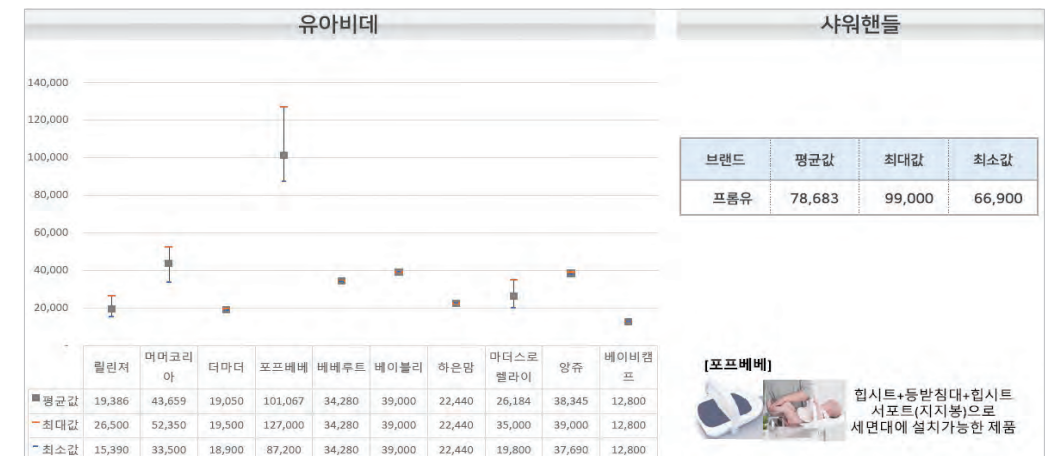 유아비데
샤워핸들
140,000
120,000
100,000
80,000
60,000
40,000
20,000
-
릴린져 머머코리아 더마더 포프베베 베베루트 베이블리 하은맘 마더스로렐라이 앙쥬 베이비캠프
평균값 19,386 43,659 19,050 101,067 34,280 39,000 22,440 26,184 38,345 12,800
최대값 26,500 52,350 19,500 127,000 34,280 39,000 22,440 35,000 39,000 12,800
최소값 15,390 33,500 18,900 87,200 34,280 39,000 22,440 19,800 37,690 12,800
브랜드 평균값 최대값 최소값
프롬유 78,683 99,000 66,900
[포프베베]
힙시트+등받침대+힙시트
서포트(지지봉)으로
세면대에 설치가능한 제품